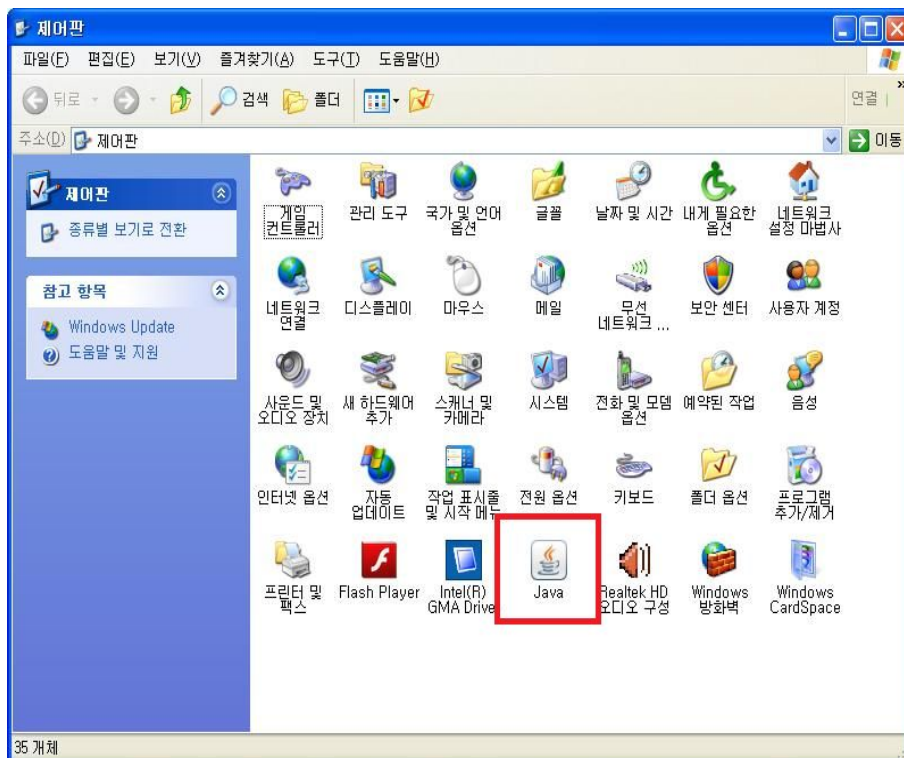 제어판
파일(F) 편집(E) 보기(V) 즐겨찾기(A) 도구(T) 도움말(H)
뒤로 검색 폴더 연결 »
주소(D) 제어판 이동
제어판
종류별 보기로 전환
참고 항목
Windows Update
도움말 및 지원
게임
컨트롤러
관리 도구
국가 및 언어
옵션
글꼴
날짜 및 시간
내게 필요한
옵션
네트워크
설정 마법사
네트워크
연결
디스플레이
마우스
메일
무선
네트워크 ...
보안 센터
사용자 계정
사운드 및
오디오 장치
새 하드웨어
추가
스캐너 및
카메라
시스템
전화 및 모뎀
옵션
예약된 작업
음성
인터넷 옵션
자동
업데이트
작업 표시줄
및 시작 메뉴
전원 옵션
키보드
폴더 옵션
프로그램
추가/제거
프린터 및
팩스
Flash Player
Intel(R)
GMA Drive
Java
Realtek HD
오디오 구성
Windows
방화벽
Windows
CardSpace
35 개체